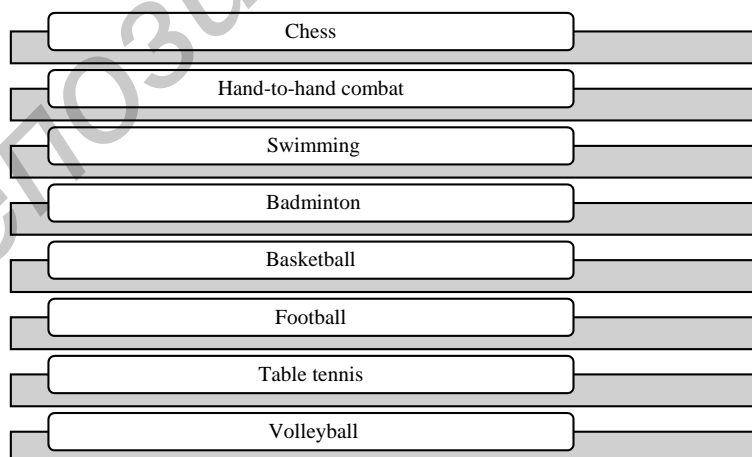 Chess
Hand-to-hand combat
Swimming
Badminton
Basketball
Football
Table tennis
Volleyball